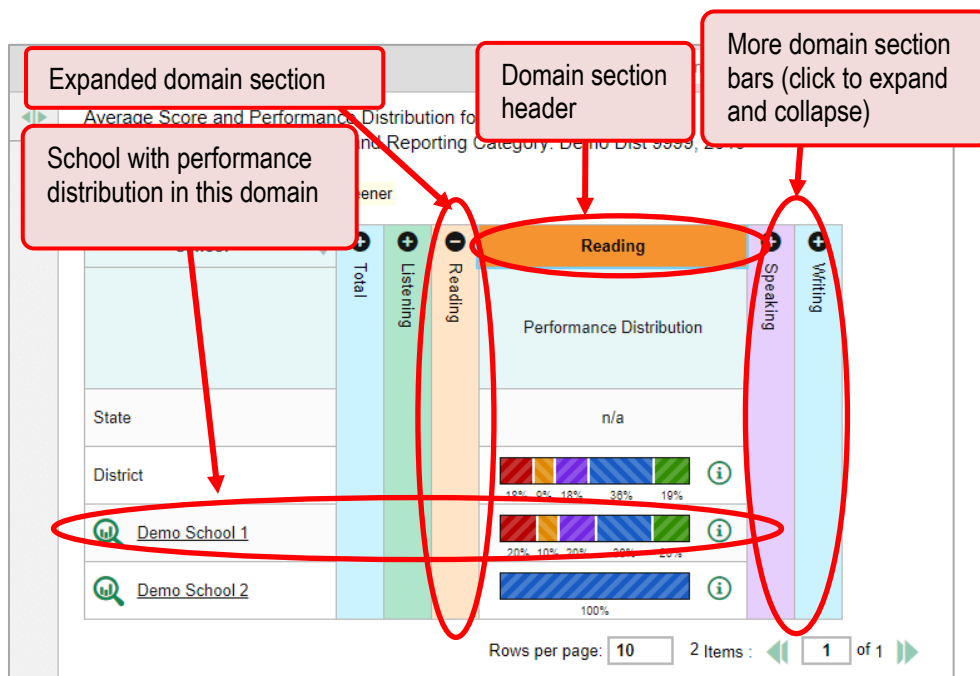 Expanded domain section
Domain section
header
More domain section
bars (click to expand
and collapse)
Average Score and Performance Distribution fo
and Reporting Category: Demo Dist 9999,
School with performance
distribution in this domain
eener
Total
Listening
Reading
Reading
Speaking
Writing
Performance Distribution
State
n/a
District
18% 9% 18% 36% 19%
Demo School 1
20% 10% 20%
Demo School 2
100%
Rows per page: 10 2 Items : 1 of 1